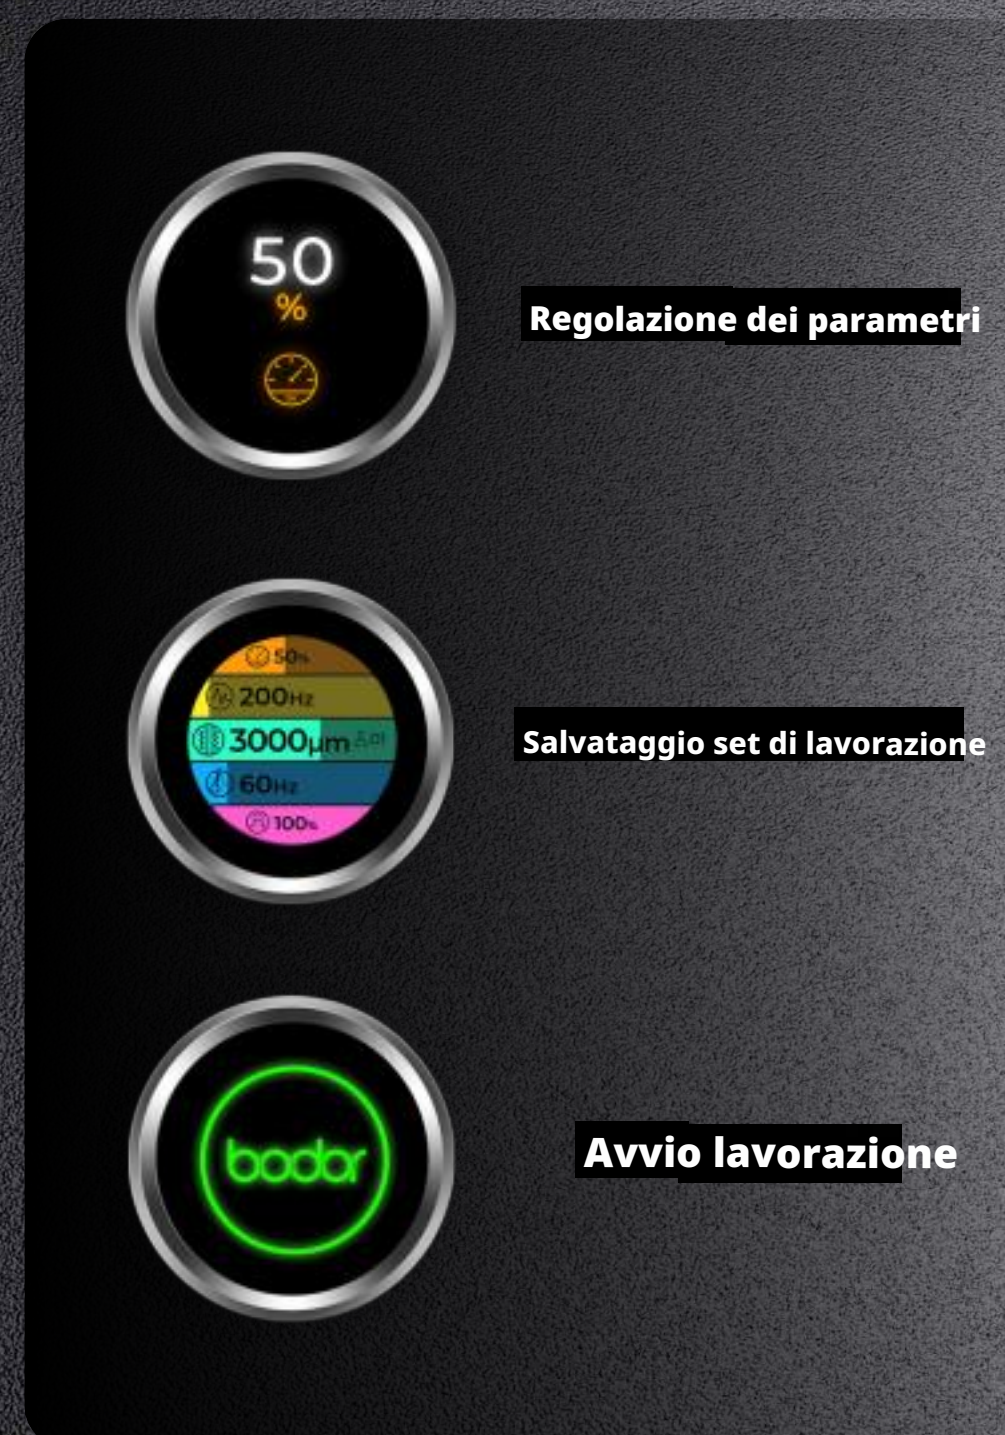 50
%
Regolazione dei parametri
50%
200Hz
3000µm
60Hz
100%
Salvataggio set di lavorazione
bodor
Avvio lavorazione